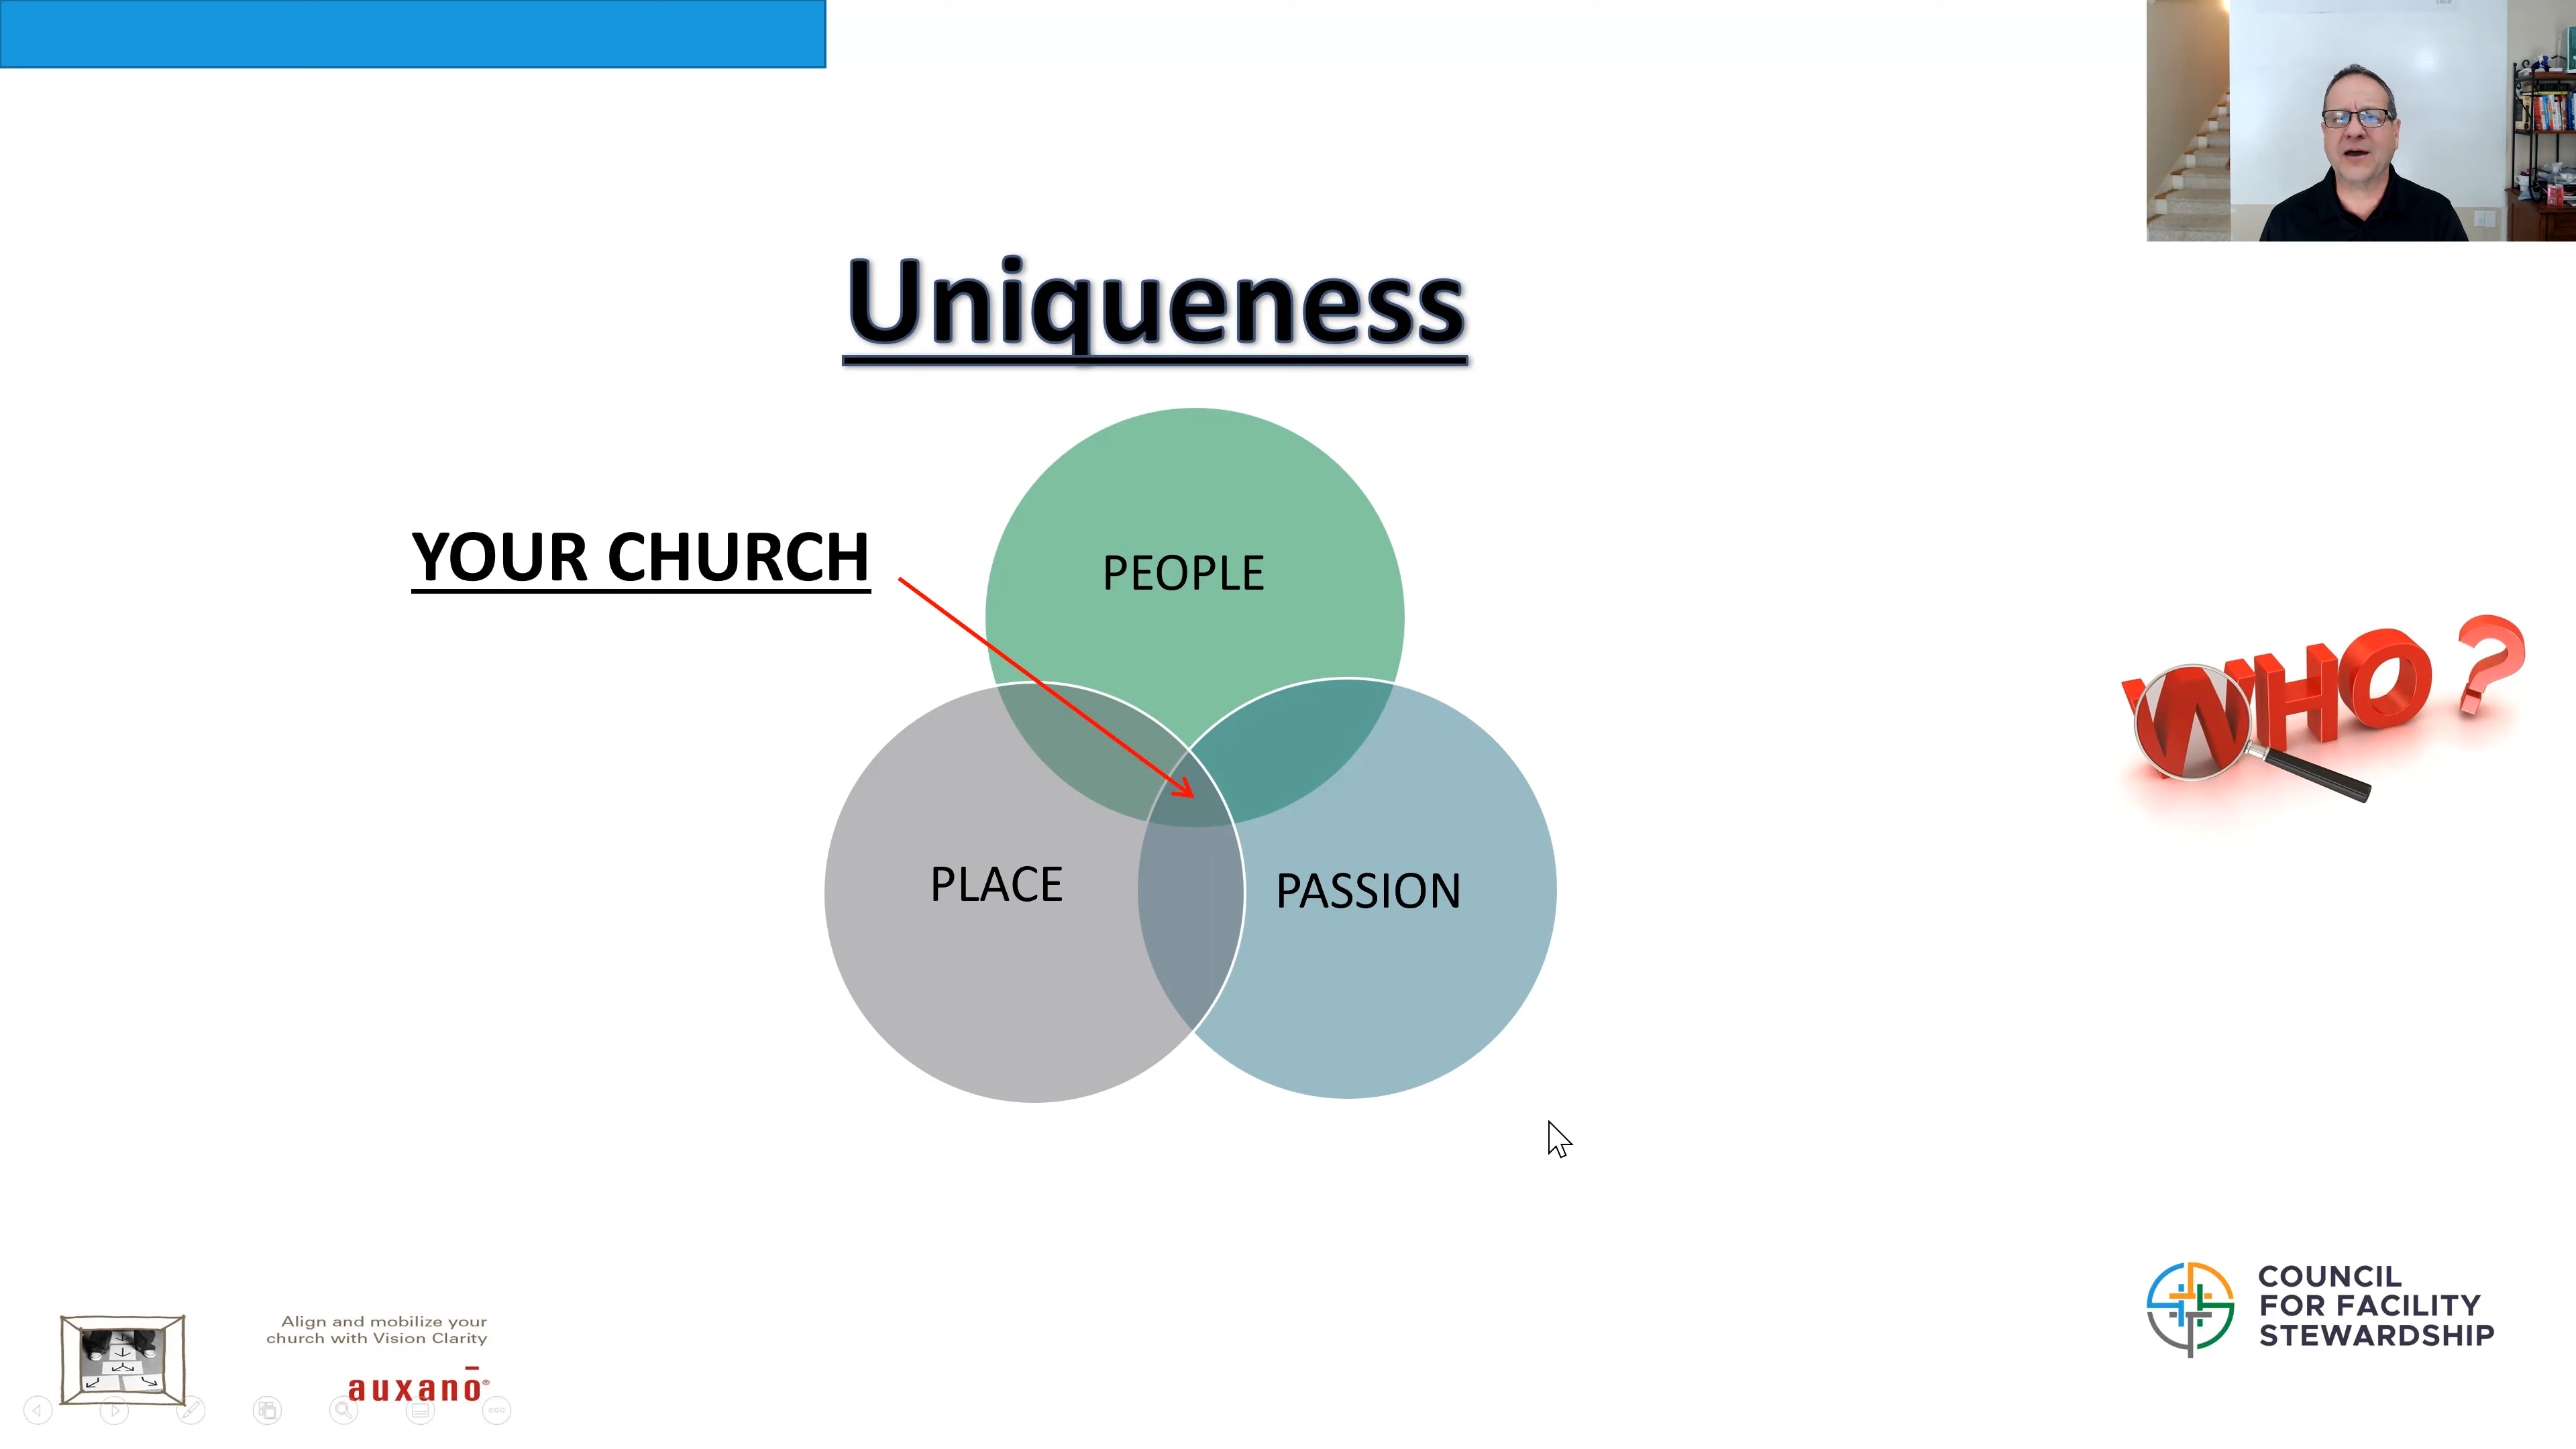 Uniqueness
YOUR CHURCH
PEOPLE
PLACE
PASSION
WHO ?
Align and mobilize your
church with Vision Clarity
auxanō®
COUNCIL
FOR FACILITY
STEWARDSHIP